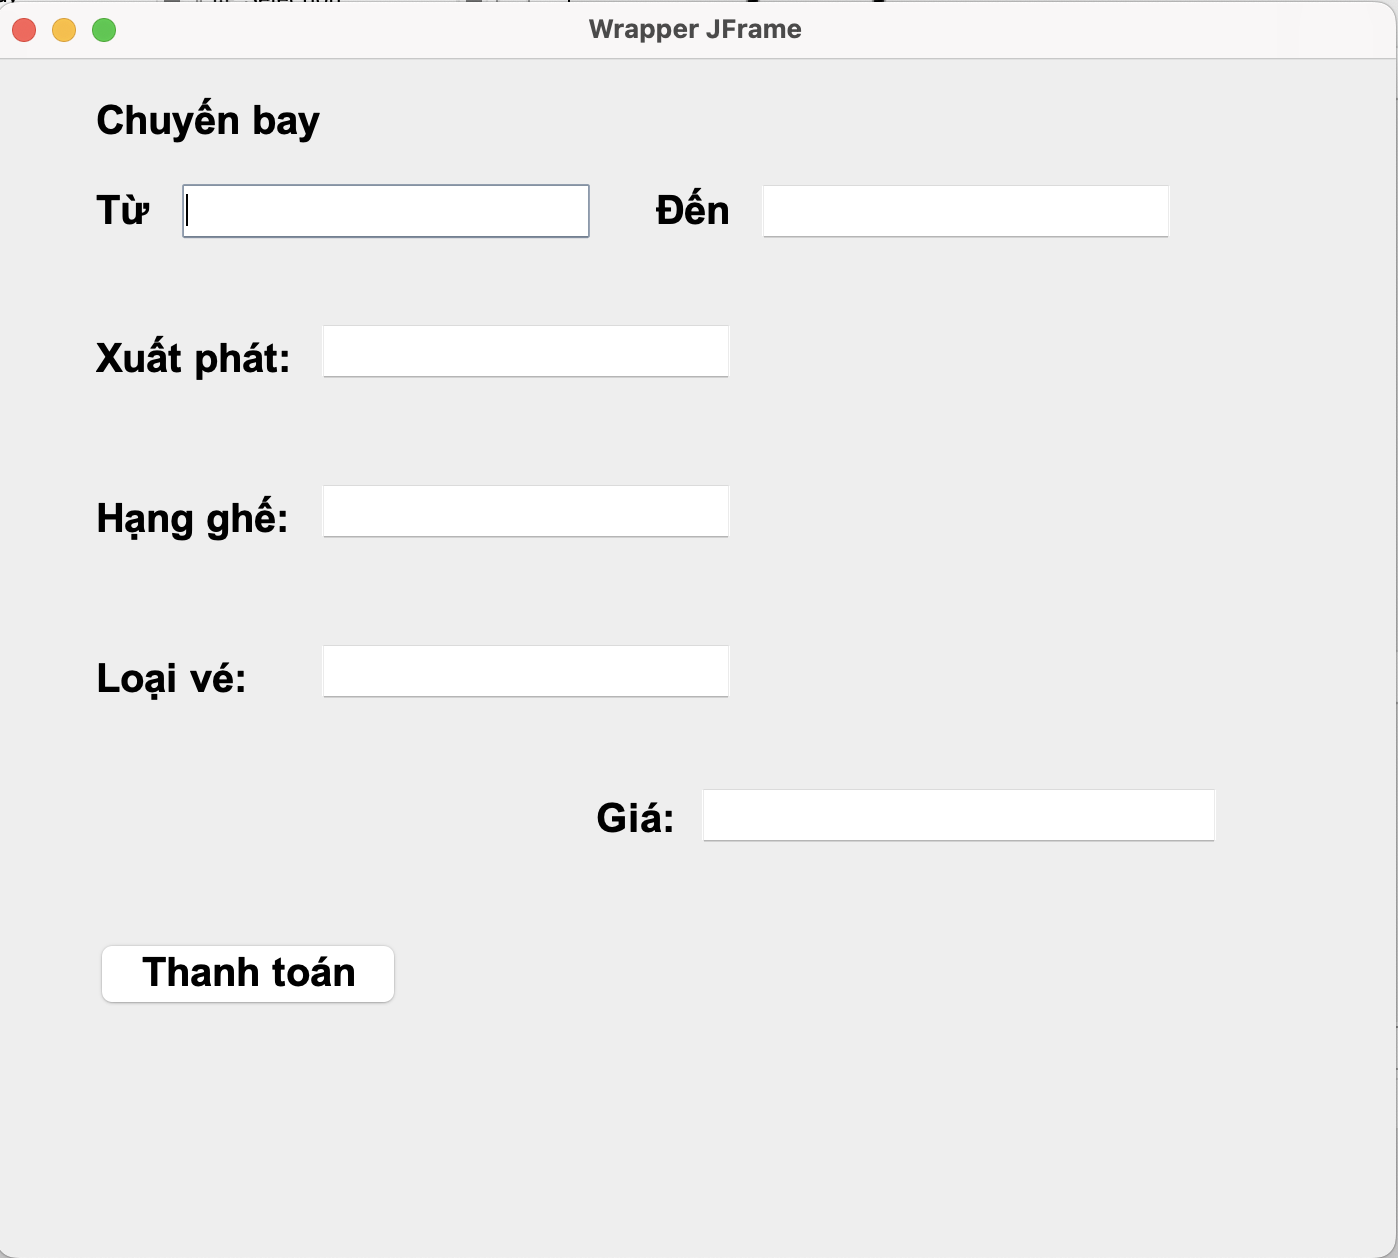 Wrapper JFrame
Chuyến bay
Từ Đến
Xuất phát:
Hạng ghế:
Loại vé:
Giá:
Thanh toán